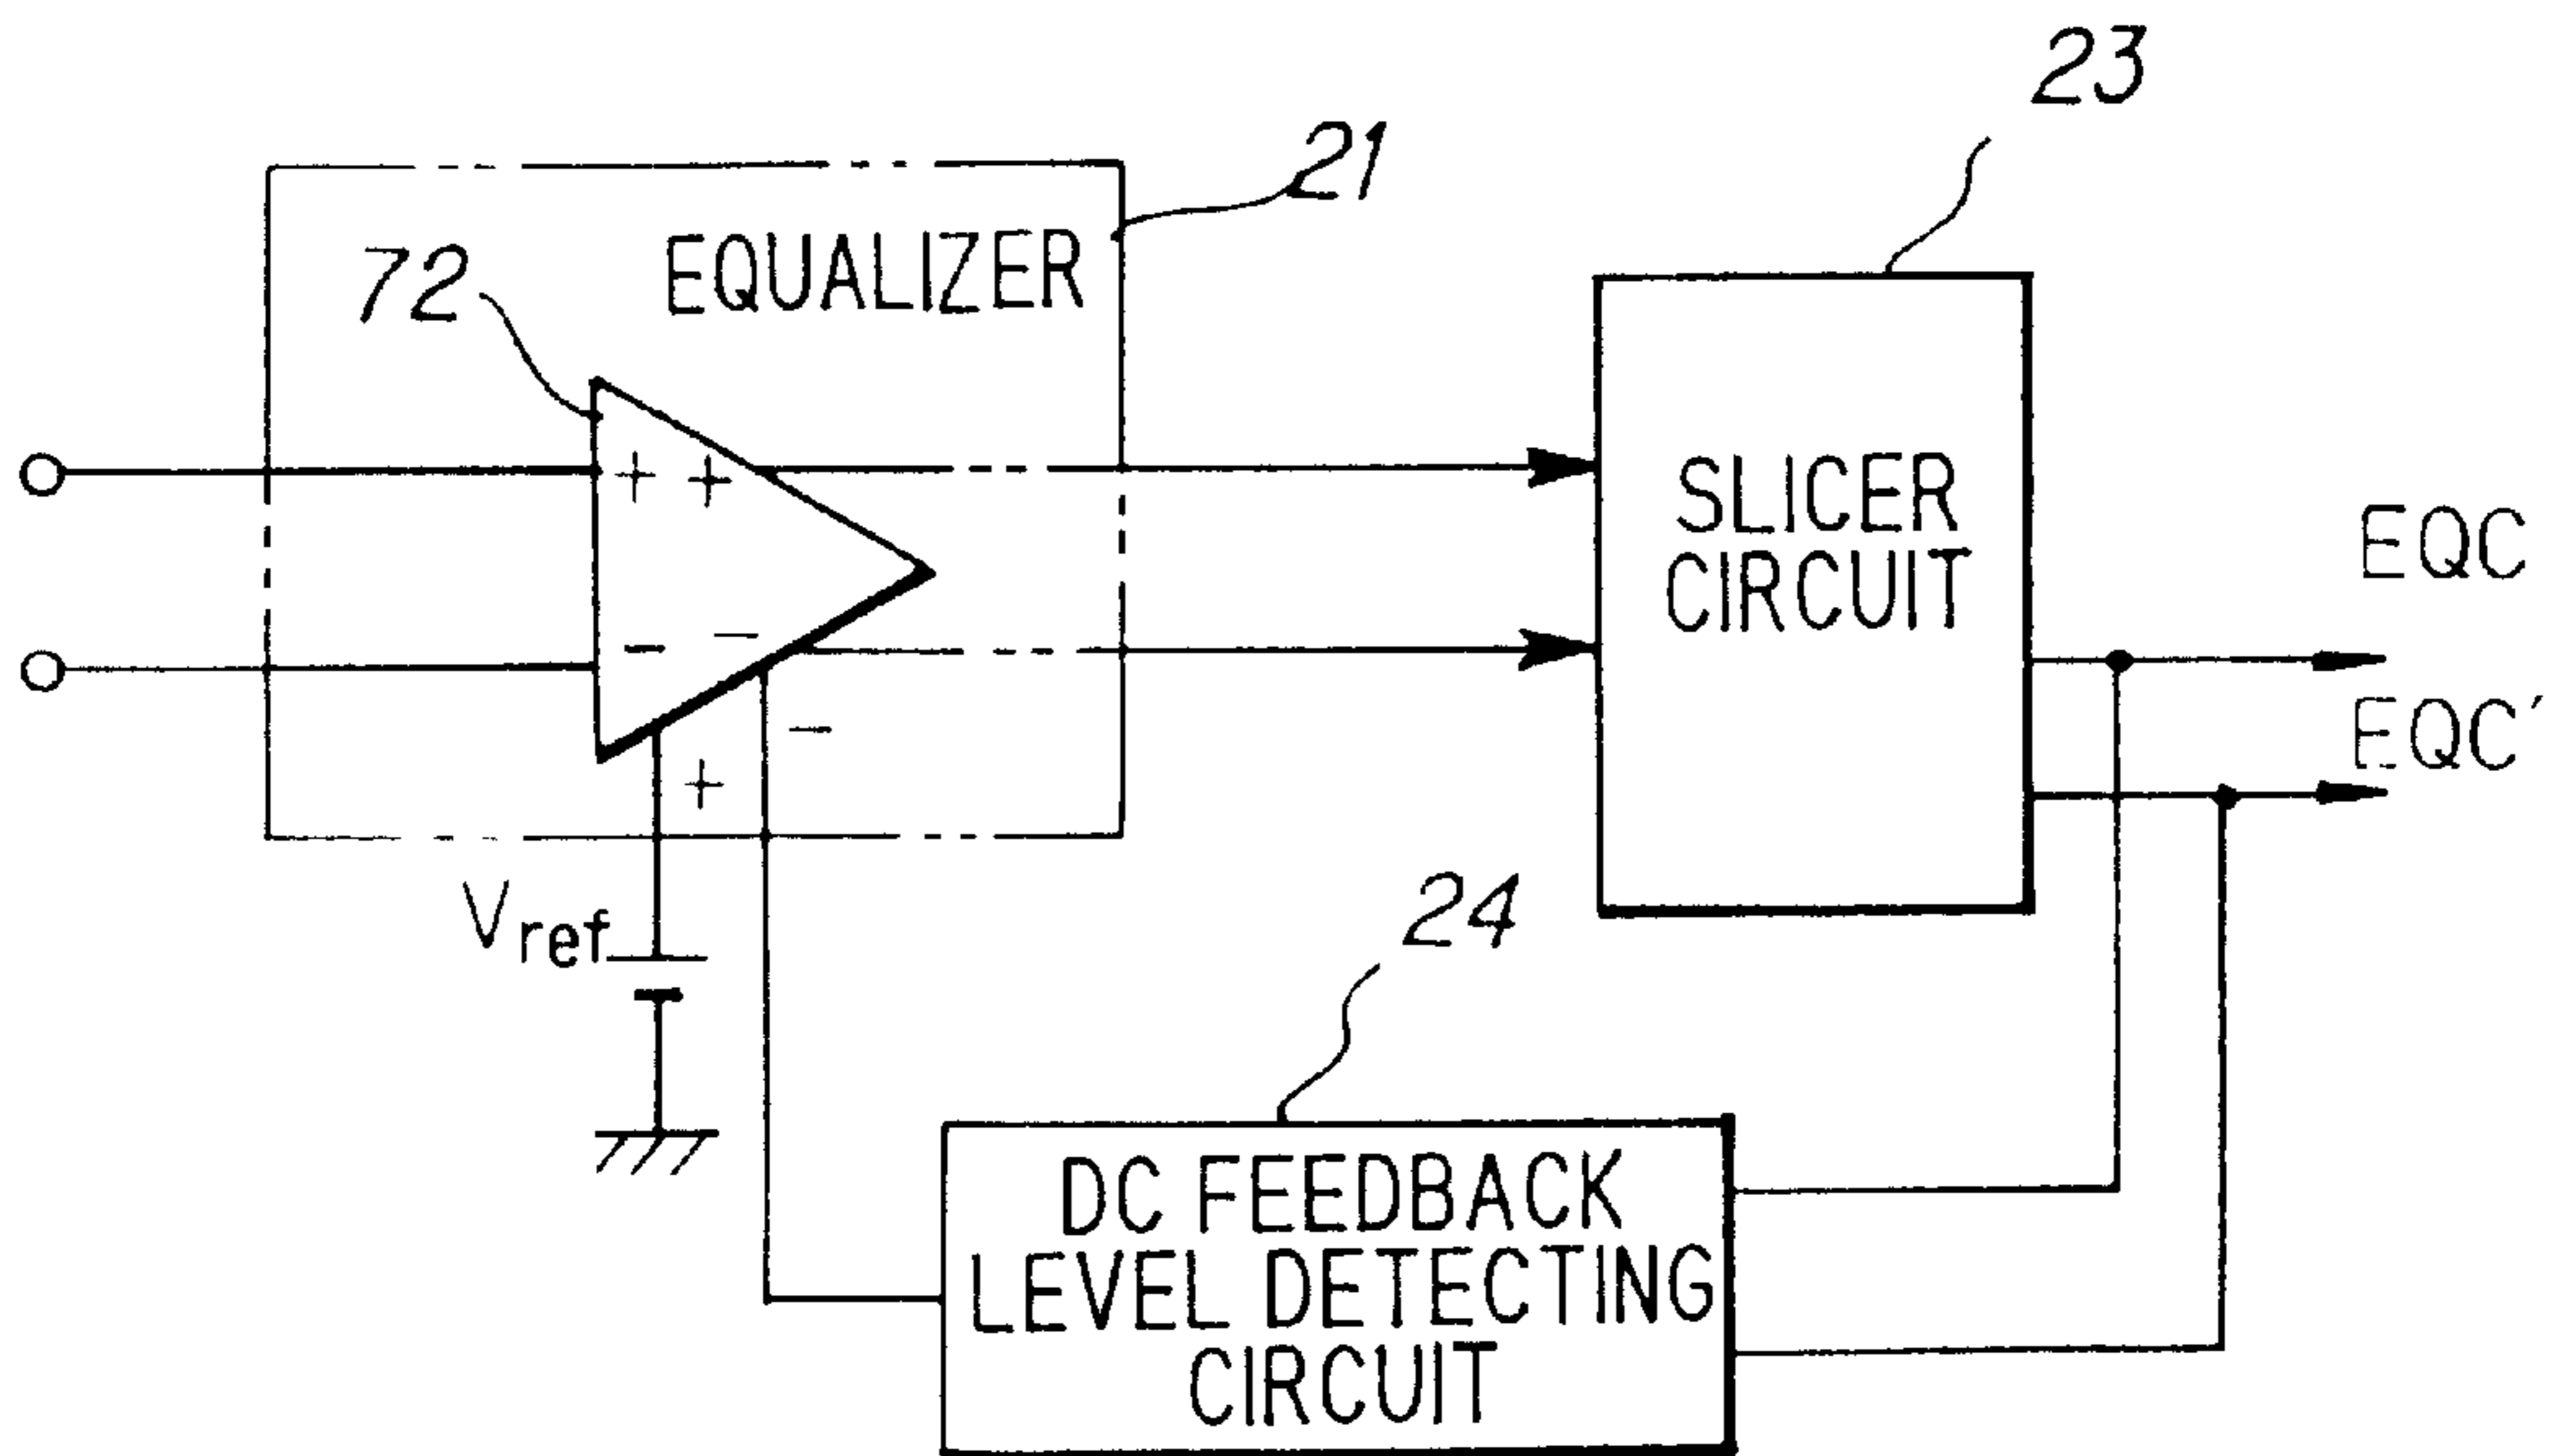 23
21
EQUALIZER
72
+ +
- -
-
+
SLICER
CIRCUIT
EQC
EQC'
Vref
24
DC FEEDBACK
LEVEL DETECTING
CIRCUIT